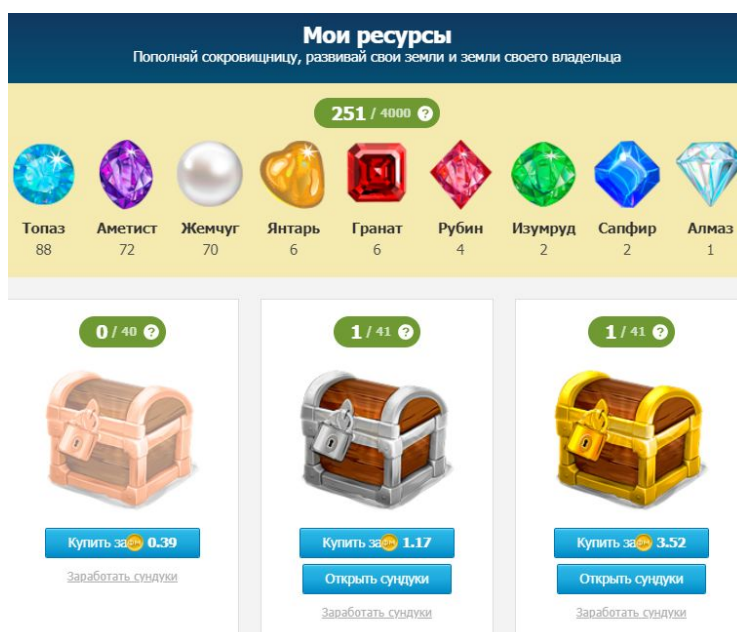 Мои ресурсы
Пополняй сокровищницу, развивай свои земли и земли своего владельца
251 / 4000 ?
Топаз Аметист Жемчуг Янтарь Гранат Рубин Изумруд Сапфир Алмаз
88 72 70 6 6 4 2 2 1
0 / 40 ? 1 / 41 ? 1 / 41 ?
Купить за 0.39 Купить за 1.17 Купить за 3.52
Заработать сундуки Открыть сундуки Открыть сундуки
Заработать сундуки Заработать сундуки